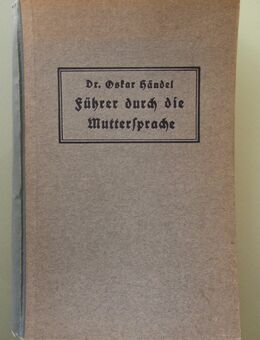 Dr. Oskar Händel
Führer durch die
Mutterſprache